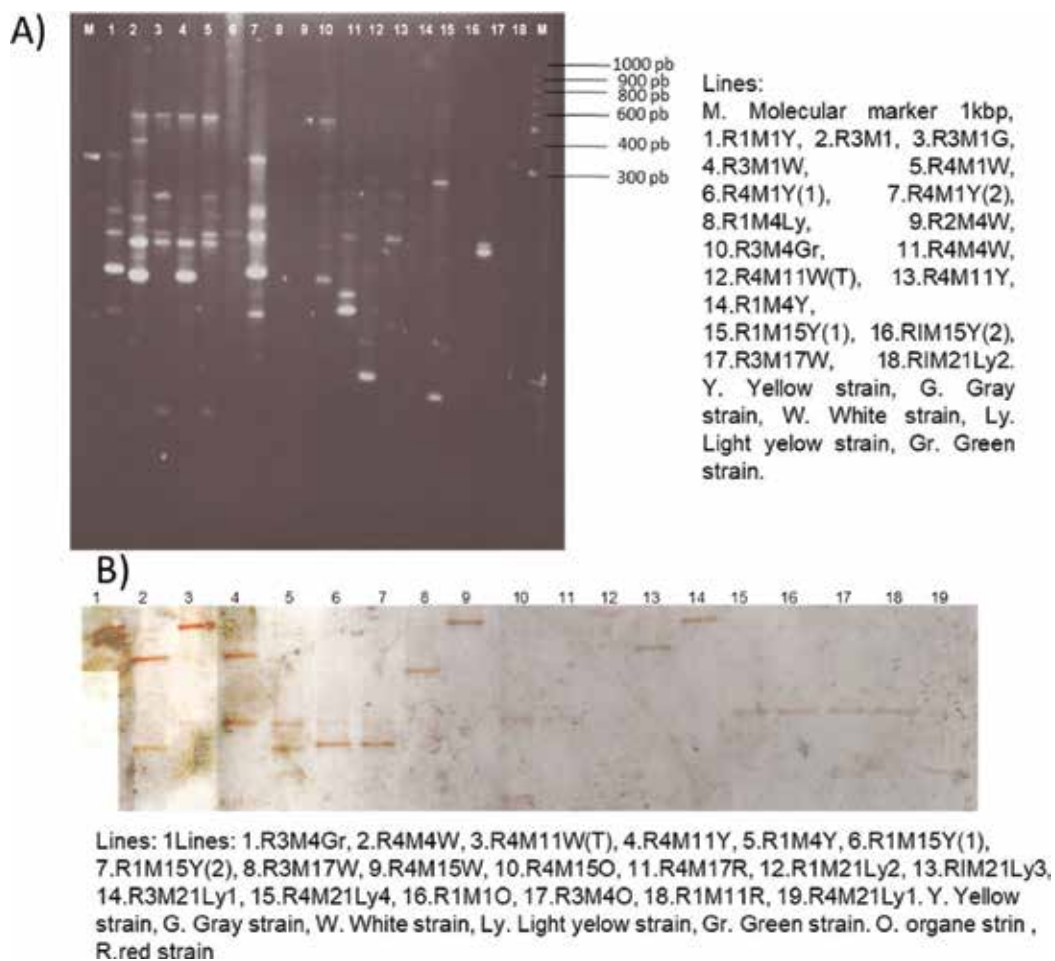 A)
M 1 2 3 4 5 6 7 8 9 10 11 12 13 14 15 16 17 18 M
1000 pb
900 pb
800 pb
600 pb
400 pb
300 pb
Lines:
M. Molecular marker 1kbp,
1.R1M1Y, 2.R3M1, 3.R3M1G,
4.R3M1W, 5.R4M1W,
6.R4M1Y(1), 7.R4M1Y(2),
8.R1M4Ly, 9.R2M4W,
10.R3M4Gr, 11.R4M4W,
12.R4M11W(T), 13.R4M11Y,
14.R1M4Y,
15.R1M15Y(1), 16.RIM15Y(2),
17.R3M17W, 18.RIM21Ly2.
Y. Yellow strain, G. Gray
strain, W. White strain, Ly.
Light yelow strain, Gr. Green
strain.
B)
1 2 3 4 5 6 7 8 9 10 11 12 13 14 15 16 17 18 19
Lines: 1Lines: 1.R3M4Gr, 2.R4M4W, 3.R4M11W(T), 4.R4M11Y, 5.R1M4Y, 6.R1M15Y(1),
7.R1M15Y(2), 8.R3M17W, 9.R4M15W, 10.R4M15O, 11.R4M17R, 12.R1M21Ly2, 13.RIM21Ly3,
14.R3M21Ly1, 15.R4M21Ly4, 16.R1M1O, 17.R3M4O, 18.R1M11R, 19.R4M21Ly1. Y. Yellow
strain, G. Gray strain, W. White strain, Ly. Light yelow strain, Gr. Green strain. O. organe strin ,
R.red strain